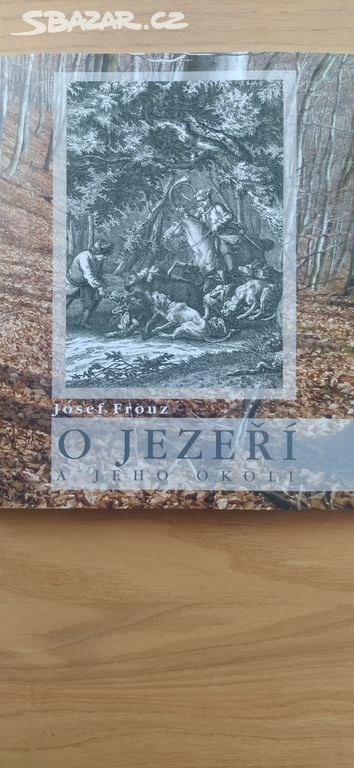 SBAZAR.CZ
Josef Frouz
O JEZEŘÍ
A JEHO OKOLÍ